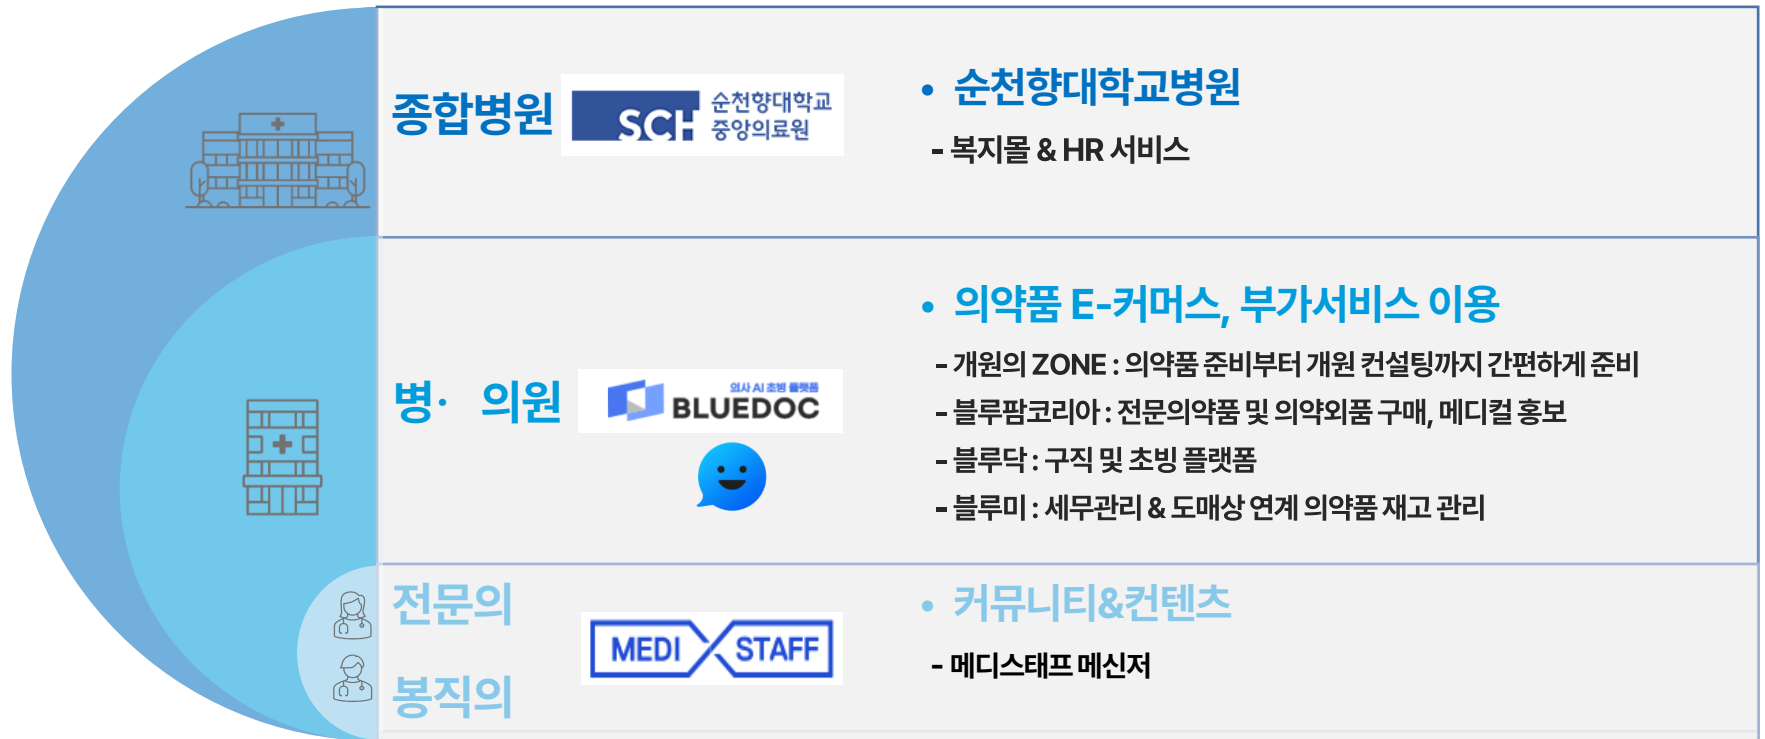 종합병원
SCH 순천향대학교
중앙의료원
• 순천향대학교병원
- 복지몰 & HR 서비스
병· 의원
의사 AI 초빙 플랫폼
BLUEDOC
• 의약품 E-커머스, 부가서비스 이용
- 개원의 ZONE : 의약품 준비부터 개원 컨설팅까지 간편하게 준비
- 블루팜코리아 : 전문의약품 및 의약외품 구매, 메디컬 홍보
- 블루닥 : 구직 및 초빙 플랫폼
- 블루미 : 세무관리 & 도매상 연계 의약품 재고 관리
전문의
봉직의
MEDI STAFF
• 커뮤니티&컨텐츠
- 메디스태프 메신저